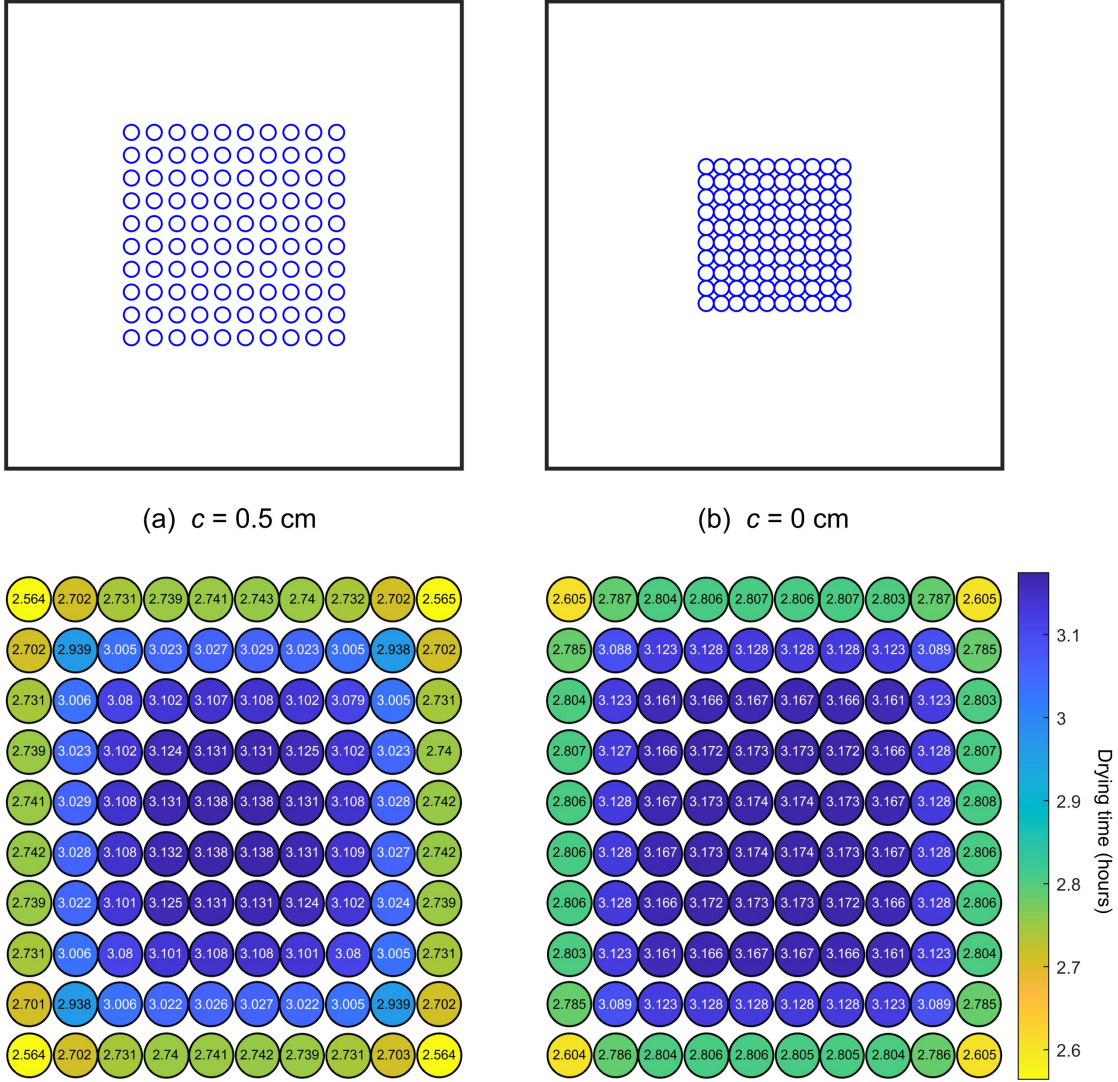 (a) c = 0.5 cm
(b) c = 0 cm
2.564 2.702 2.731 2.739 2.741 2.743 2.74 2.732 2.702 2.565
2.702 2.939 3.005 3.023 3.027 3.029 3.023 3.005 2.938 2.702
2.731 3.006 3.08 3.102 3.107 3.108 3.102 3.079 3.005 2.731
2.739 3.023 3.102 3.124 3.131 3.131 3.125 3.102 3.023 2.74
2.741 3.029 3.108 3.131 3.138 3.138 3.131 3.108 3.028 2.742
2.742 3.028 3.108 3.132 3.138 3.138 3.131 3.109 3.027 2.742
2.739 3.022 3.101 3.125 3.131 3.131 3.124 3.102 3.024 2.739
2.731 3.006 3.08 3.101 3.108 3.108 3.101 3.08 3.005 2.731
2.701 2.938 3.006 3.022 3.026 3.027 3.022 3.005 2.939 2.702
2.564 2.702 2.731 2.74 2.741 2.742 2.739 2.731 2.703 2.564
2.605 2.787 2.804 2.806 2.807 2.806 2.807 2.803 2.787 2.605
2.785 3.088 3.123 3.128 3.128 3.128 3.128 3.123 3.089 2.785
2.804 3.123 3.161 3.166 3.167 3.167 3.166 3.161 3.123 2.803
2.807 3.127 3.166 3.172 3.173 3.173 3.172 3.166 3.128 2.807
2.806 3.128 3.167 3.173 3.174 3.174 3.173 3.167 3.128 2.808
2.806 3.128 3.167 3.173 3.174 3.174 3.173 3.167 3.128 2.806
2.806 3.128 3.166 3.172 3.173 3.173 3.172 3.166 3.128 2.806
2.803 3.123 3.161 3.166 3.167 3.167 3.166 3.161 3.123 2.804
2.785 3.089 3.123 3.128 3.128 3.128 3.128 3.123 3.089 2.785
2.604 2.786 2.804 2.806 2.806 2.805 2.805 2.804 2.786 2.605
3.1
3
2.9
2.8
2.7
2.6
Drying time (hours)